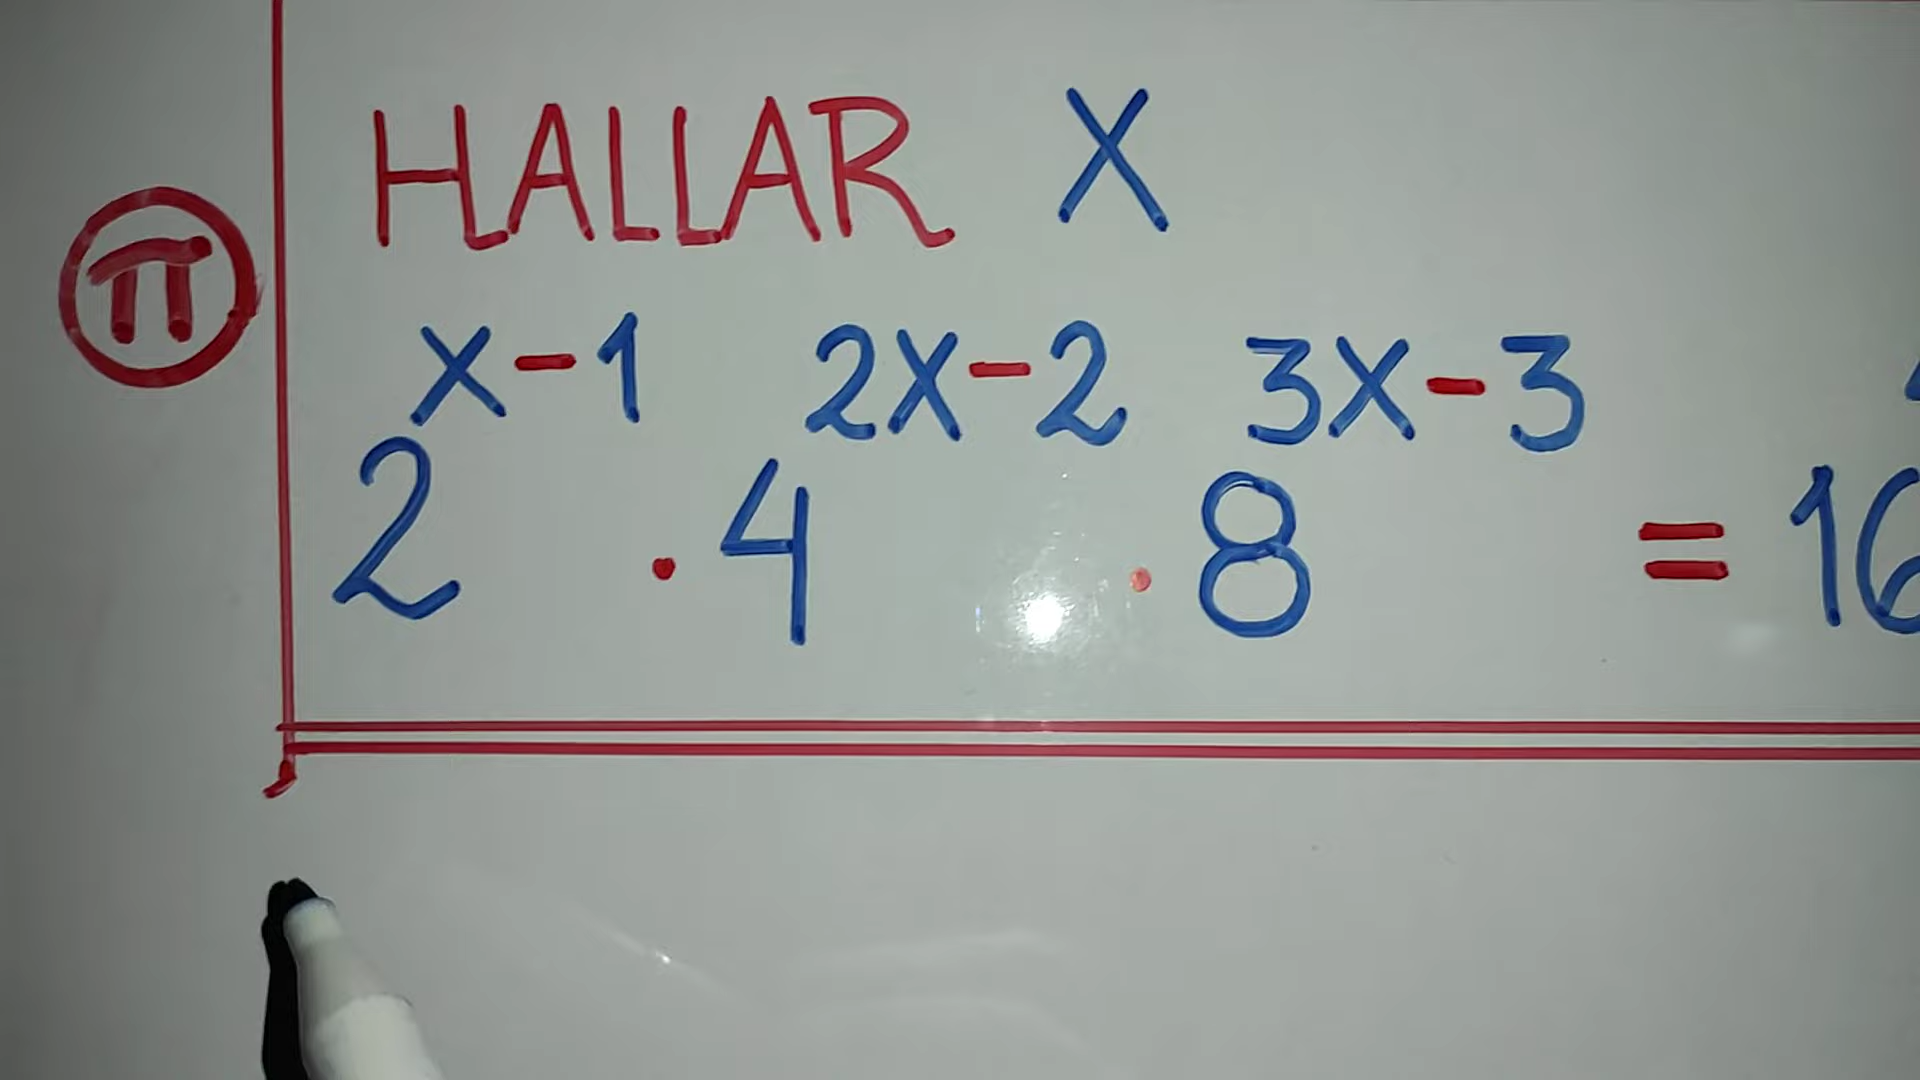 HALLAR X
π
2^{x-1} . 4^{2x-2} . 8^{3x-3} = 16